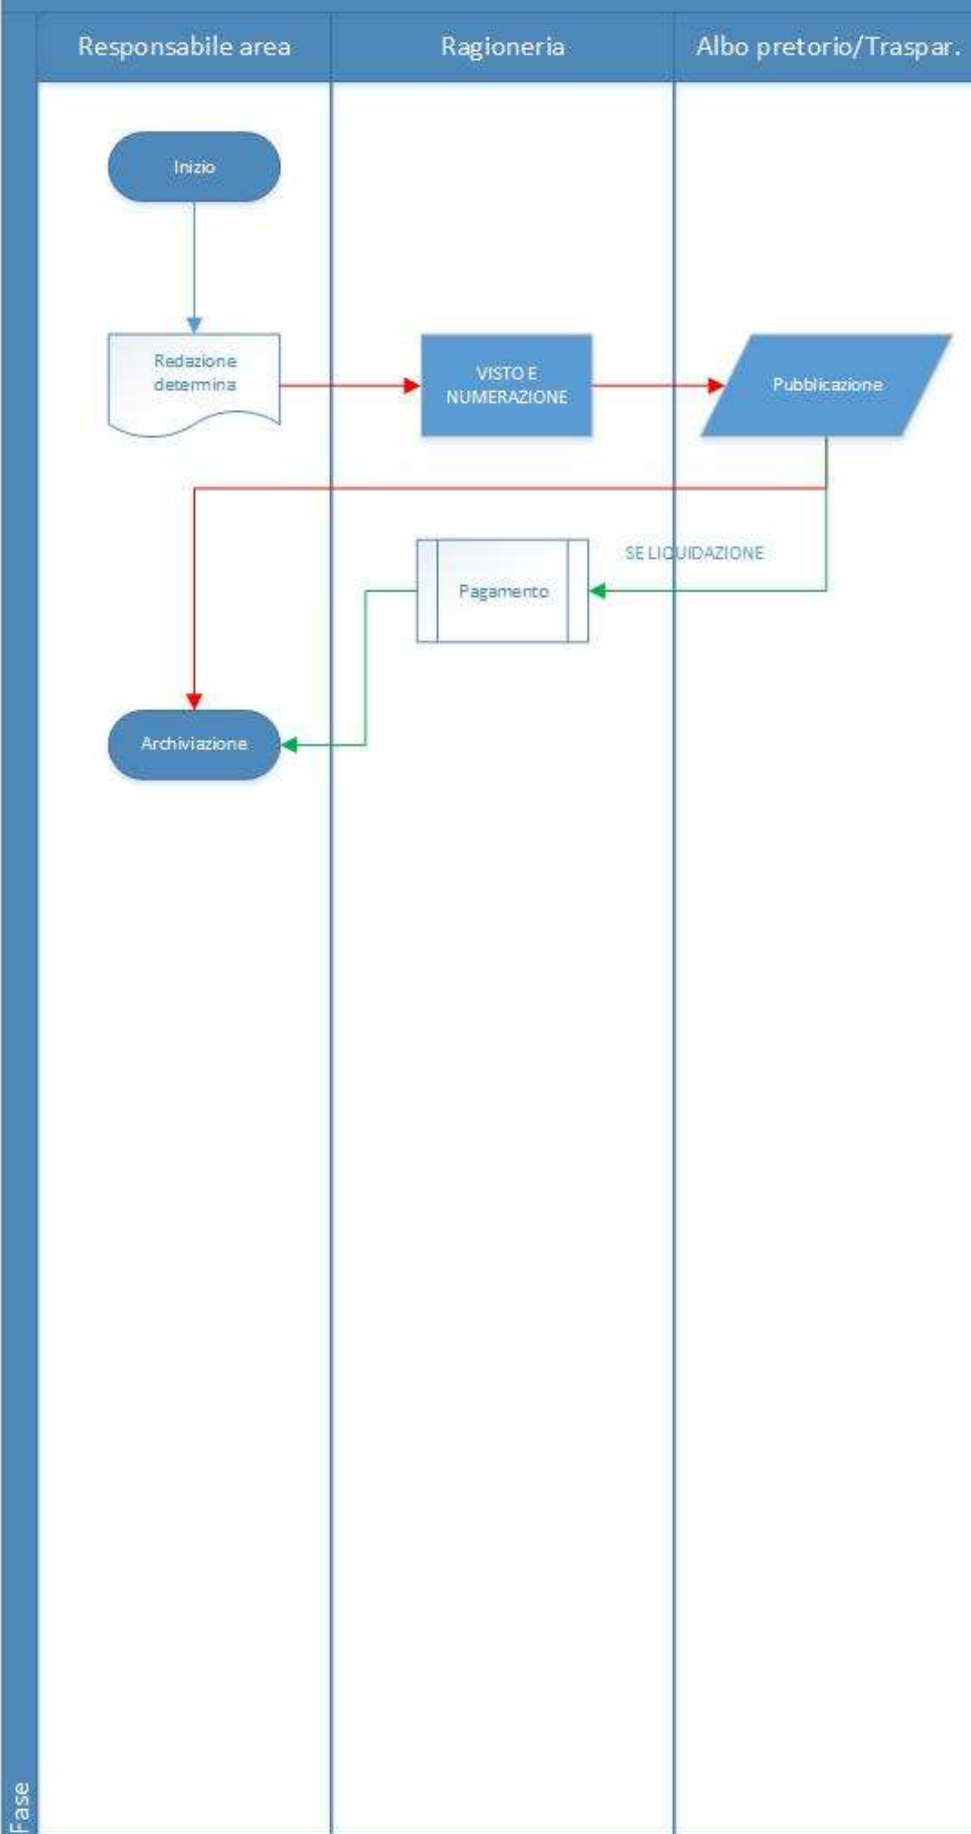 Responsabile area
Ragioneria
Albo pretorio/Traspar.
Inizio
Redazione
determina
VISTO E
NUMERAZIONE
Pubblicazione
SE LIQUIDAZIONE
Pagamento
Archiviazione
Fase